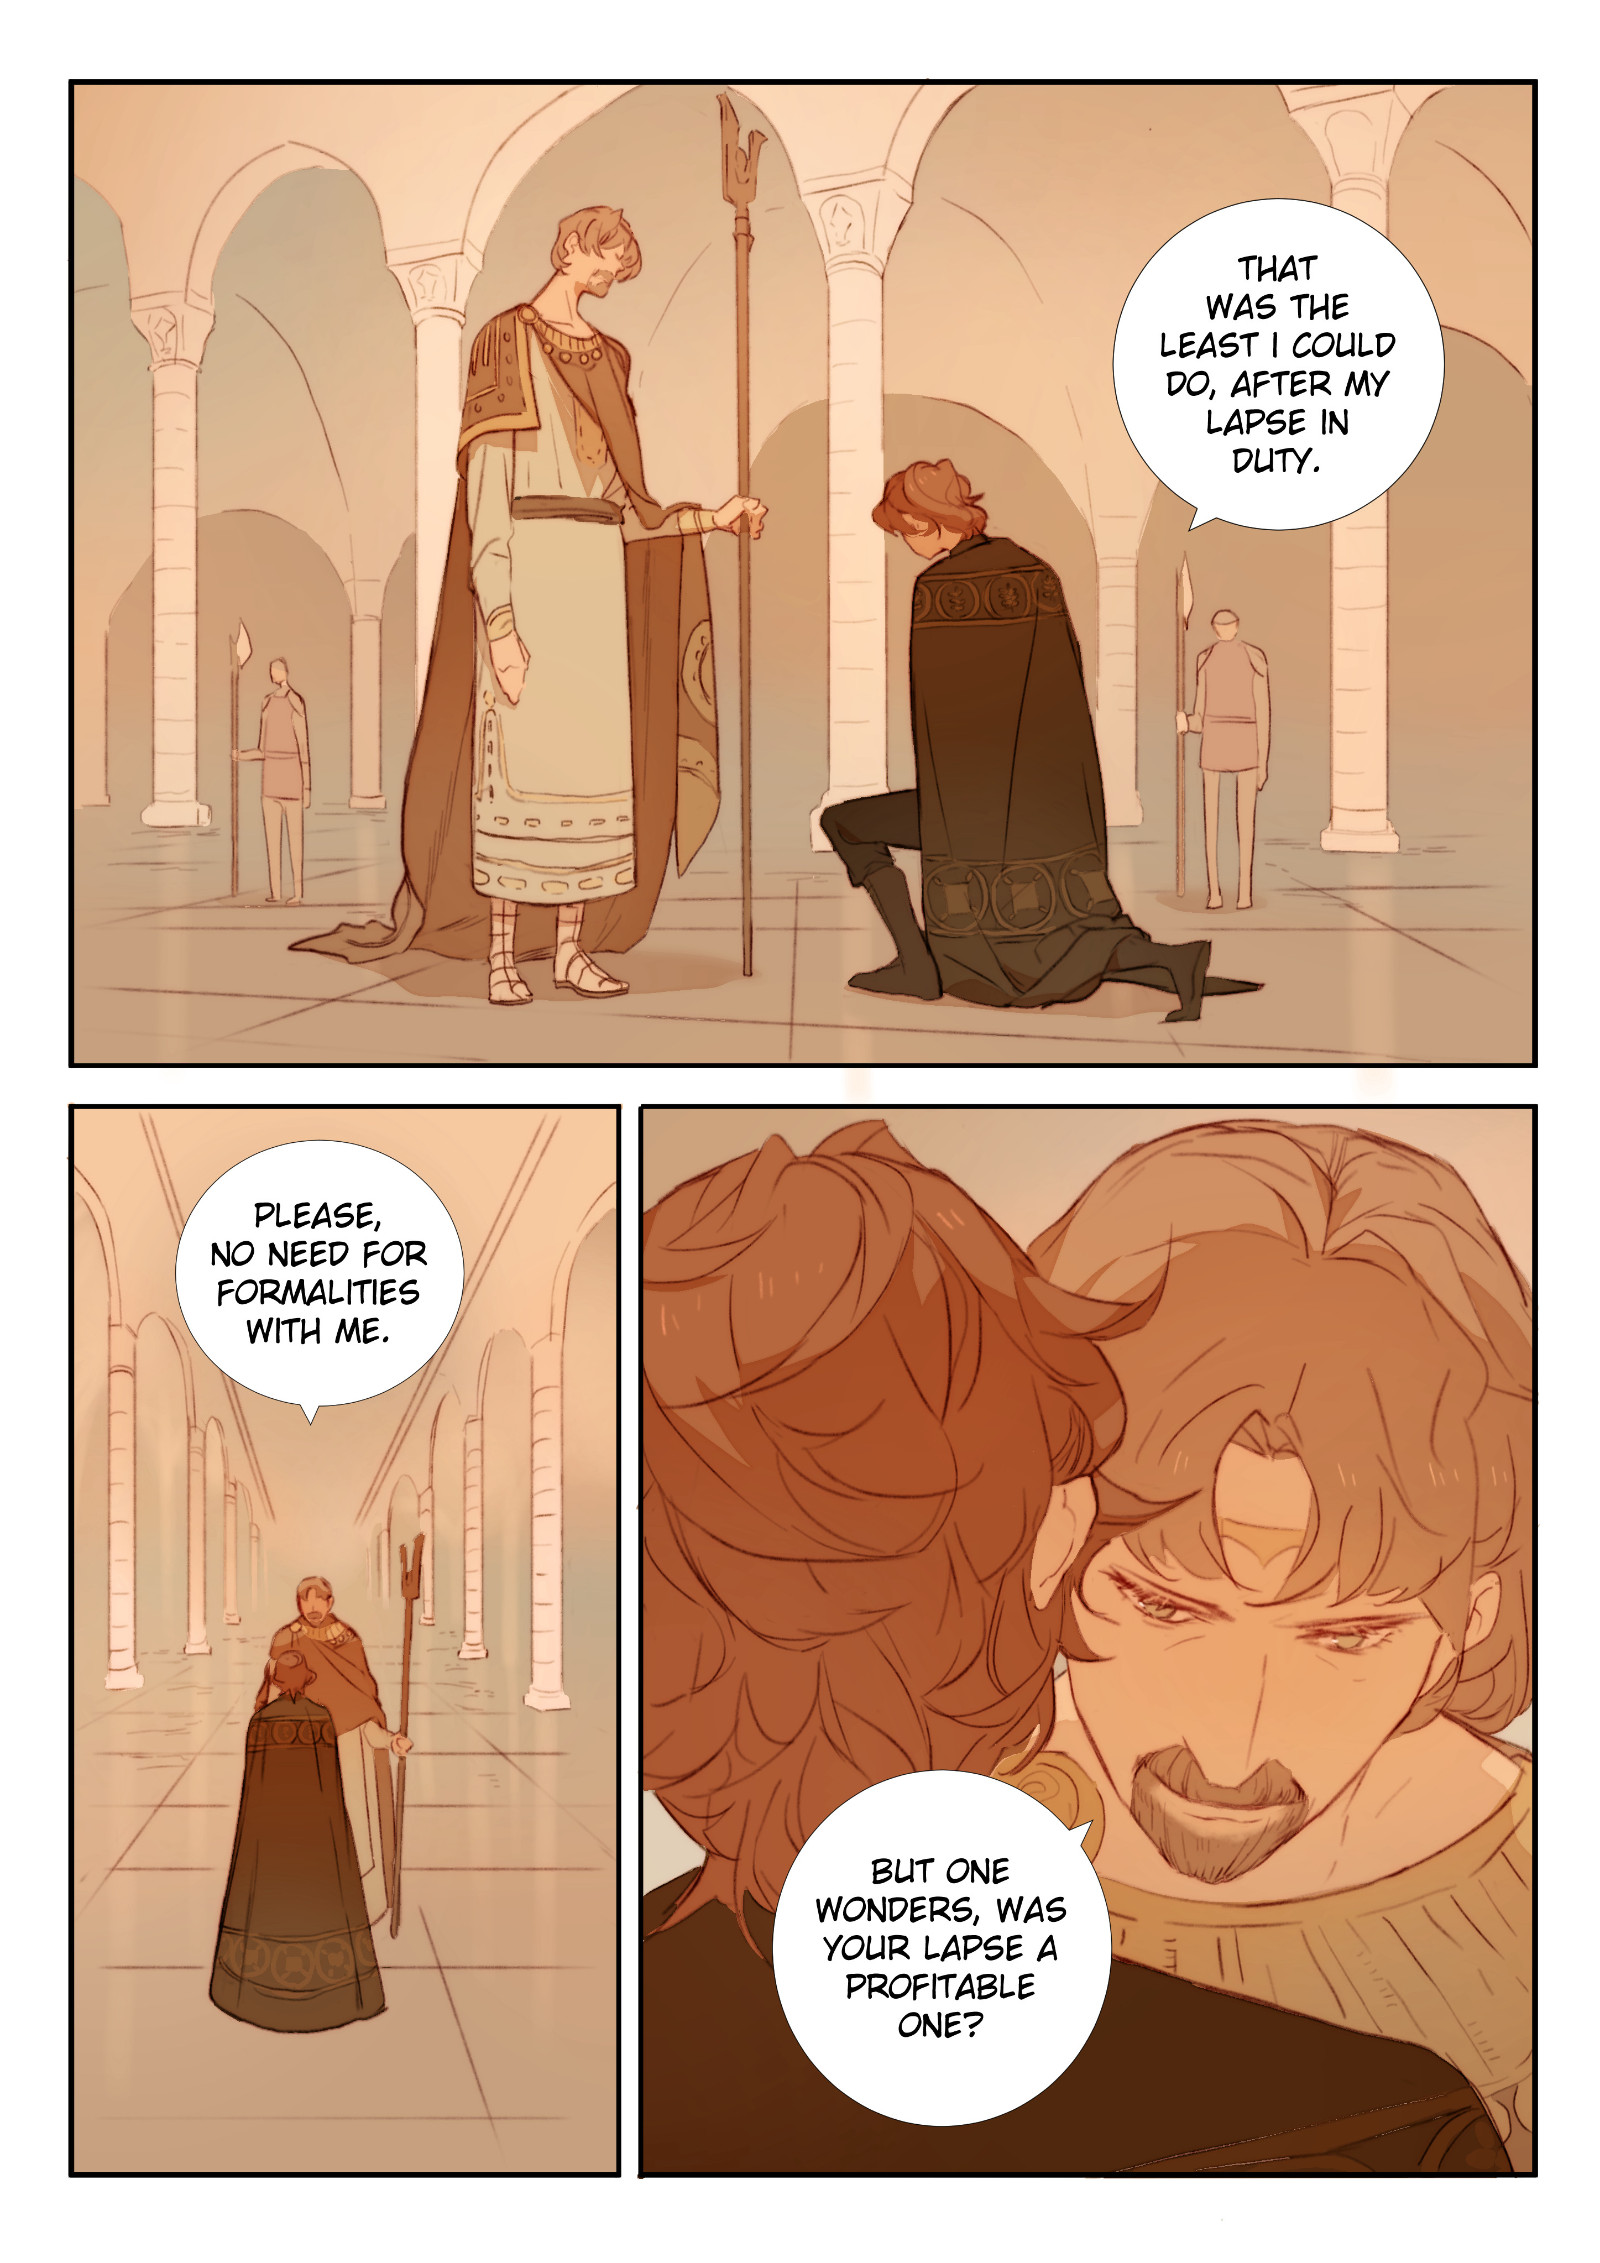 THAT
WAS THE
LEAST I COULD
DO, AFTER MY
LAPSE IN
DUTY.
PLEASE,
NO NEED FOR
FORMALITIES
WITH ME.
BUT ONE
WONDERS, WAS
YOUR LAPSE A
PROFITABLE
ONE?